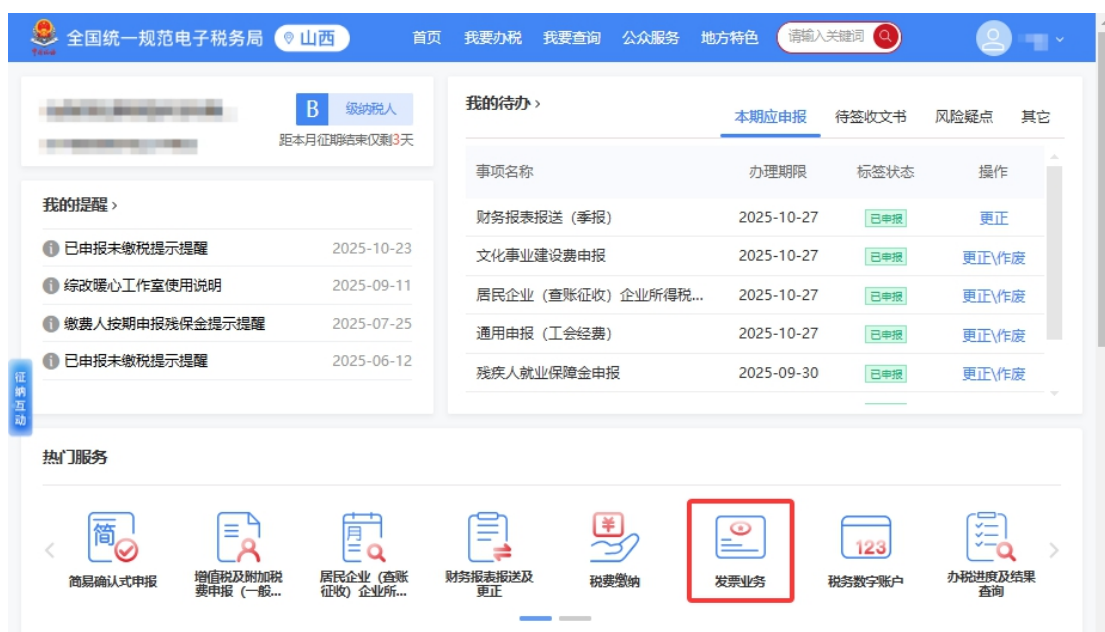 全国统一规范电子税务局 山西 首页 我要办税 我要查询 公众服务 地方特色 请输入关键词
B 级纳税人
距本月征期结束仅剩3天
我的提醒
已申报未缴税提示提醒 2025-10-23
综改暖心工作室使用说明 2025-09-11
缴费人按期申报残保金提示提醒 2025-07-25
已申报未缴税提示提醒 2025-06-12
我的待办 本期应申报 待签收文书 风险疑点 其它
事项名称 办理期限 标签状态 操作
财务报表报送（季报） 2025-10-27 已申报 更正
文化事业建设费申报 2025-10-27 已申报 更正\作废
居民企业（查账征收）企业所得税... 2025-10-27 已申报 更正\作废
通用申报（工会经费） 2025-10-27 已申报 更正\作废
残疾人就业保障金申报 2025-09-30 已申报 更正\作废
征纳互动
热门服务
简
简易确认式申报
增值税及附加税
费申报（一般...
月
居民企业（查账
征收）企业所...
财务报表报送及
更正
¥
税费缴纳
发票业务
123
税务数字账户
办税进度及结果
查询